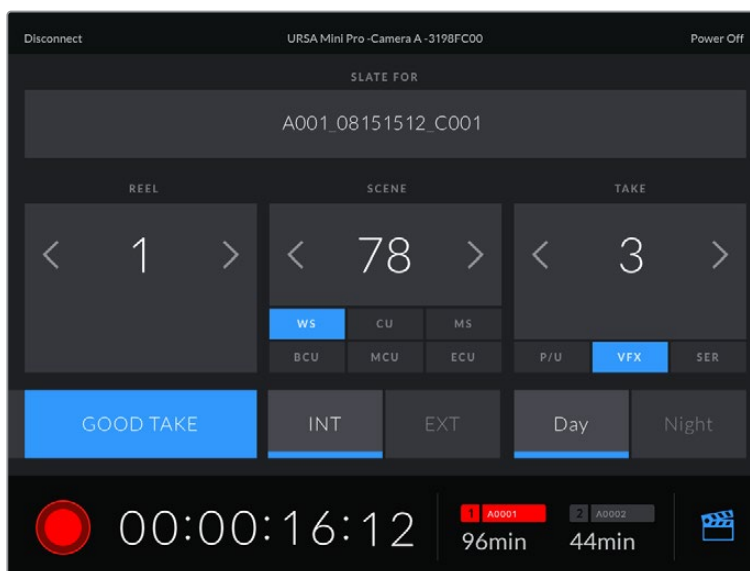 Disconnect URSA Mini Pro -Camera A -3198FC00 Power Off
SLATE FOR
A001_08151512_C001
REEL SCENE TAKE
< 1 > < 78 > < 3 >
WS CU MS
BCU MCU ECU P/U VFX SER
GOOD TAKE INT EXT Day Night
00:00:16:12 1 A0001 2 A0002
96min 44min